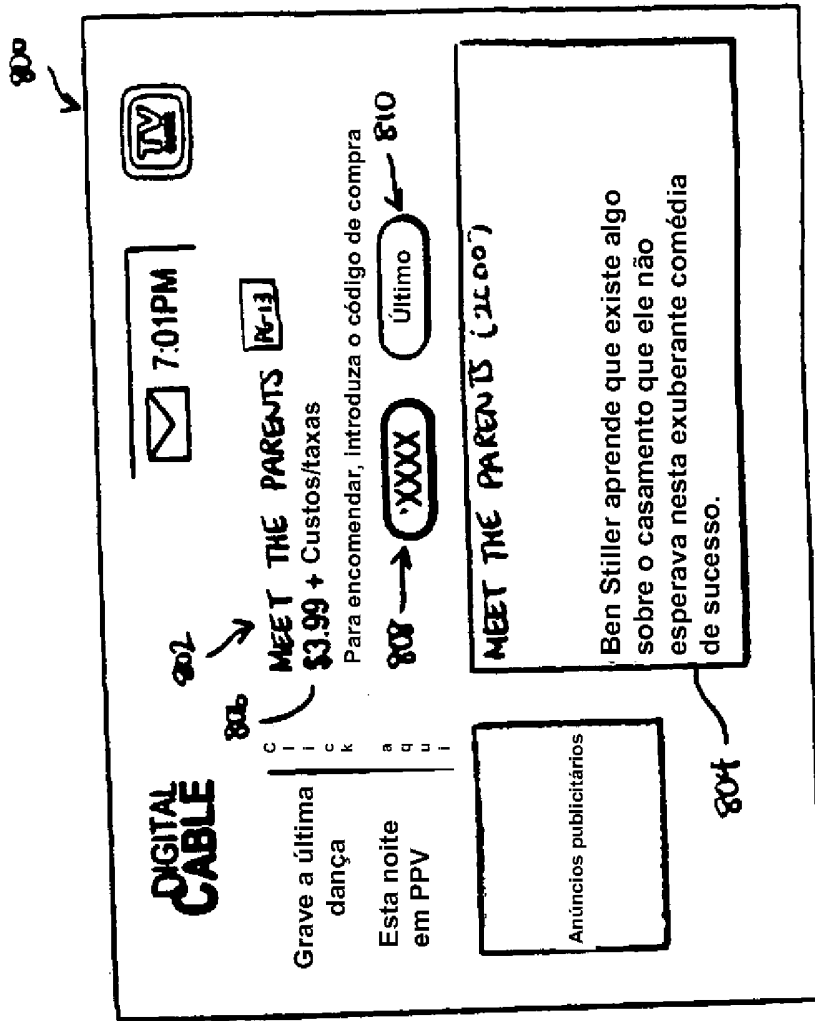 800
DIGITAL
CABLE
7:01PM
TV
802
806
MEET THE PARENTS PG-13
$3.99 + Custos/taxas
Para encomendar, introduza o código de compra
808
XXXX
Último
810
Grave a última
dança
Esta noite
em PPV
Click aqui
Anúncios publicitários
MEET THE PARENTS (2000)
Ben Stiller aprende que existe algo
sobre o casamento que ele não
esperava nesta exuberante comédia
de sucesso.
804